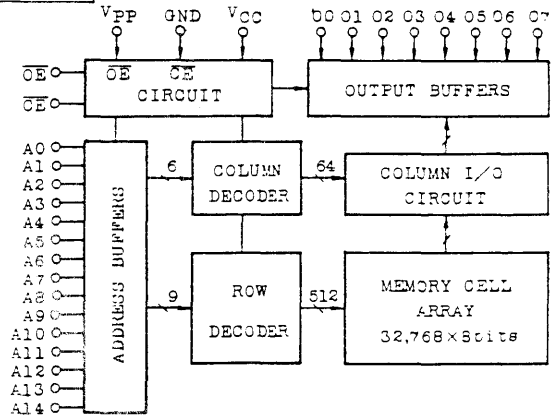 VPP GND VCC O0 O1 O2 O3 O4 O5 O6 O7
OE
CE
OE CE
CIRCUIT
OUTPUT BUFFERS
A0
A1
A2
A3
A4
A5
A6
A7
A8
A9
A10
A11
A12
A13
A14
ADDRESS BUFFERS
6
COLUMN
DECODER
64
COLUMN I/O
CIRCUIT
9
ROW
DECODER
512
MEMORY CELL
ARRAY
32,768×8bits